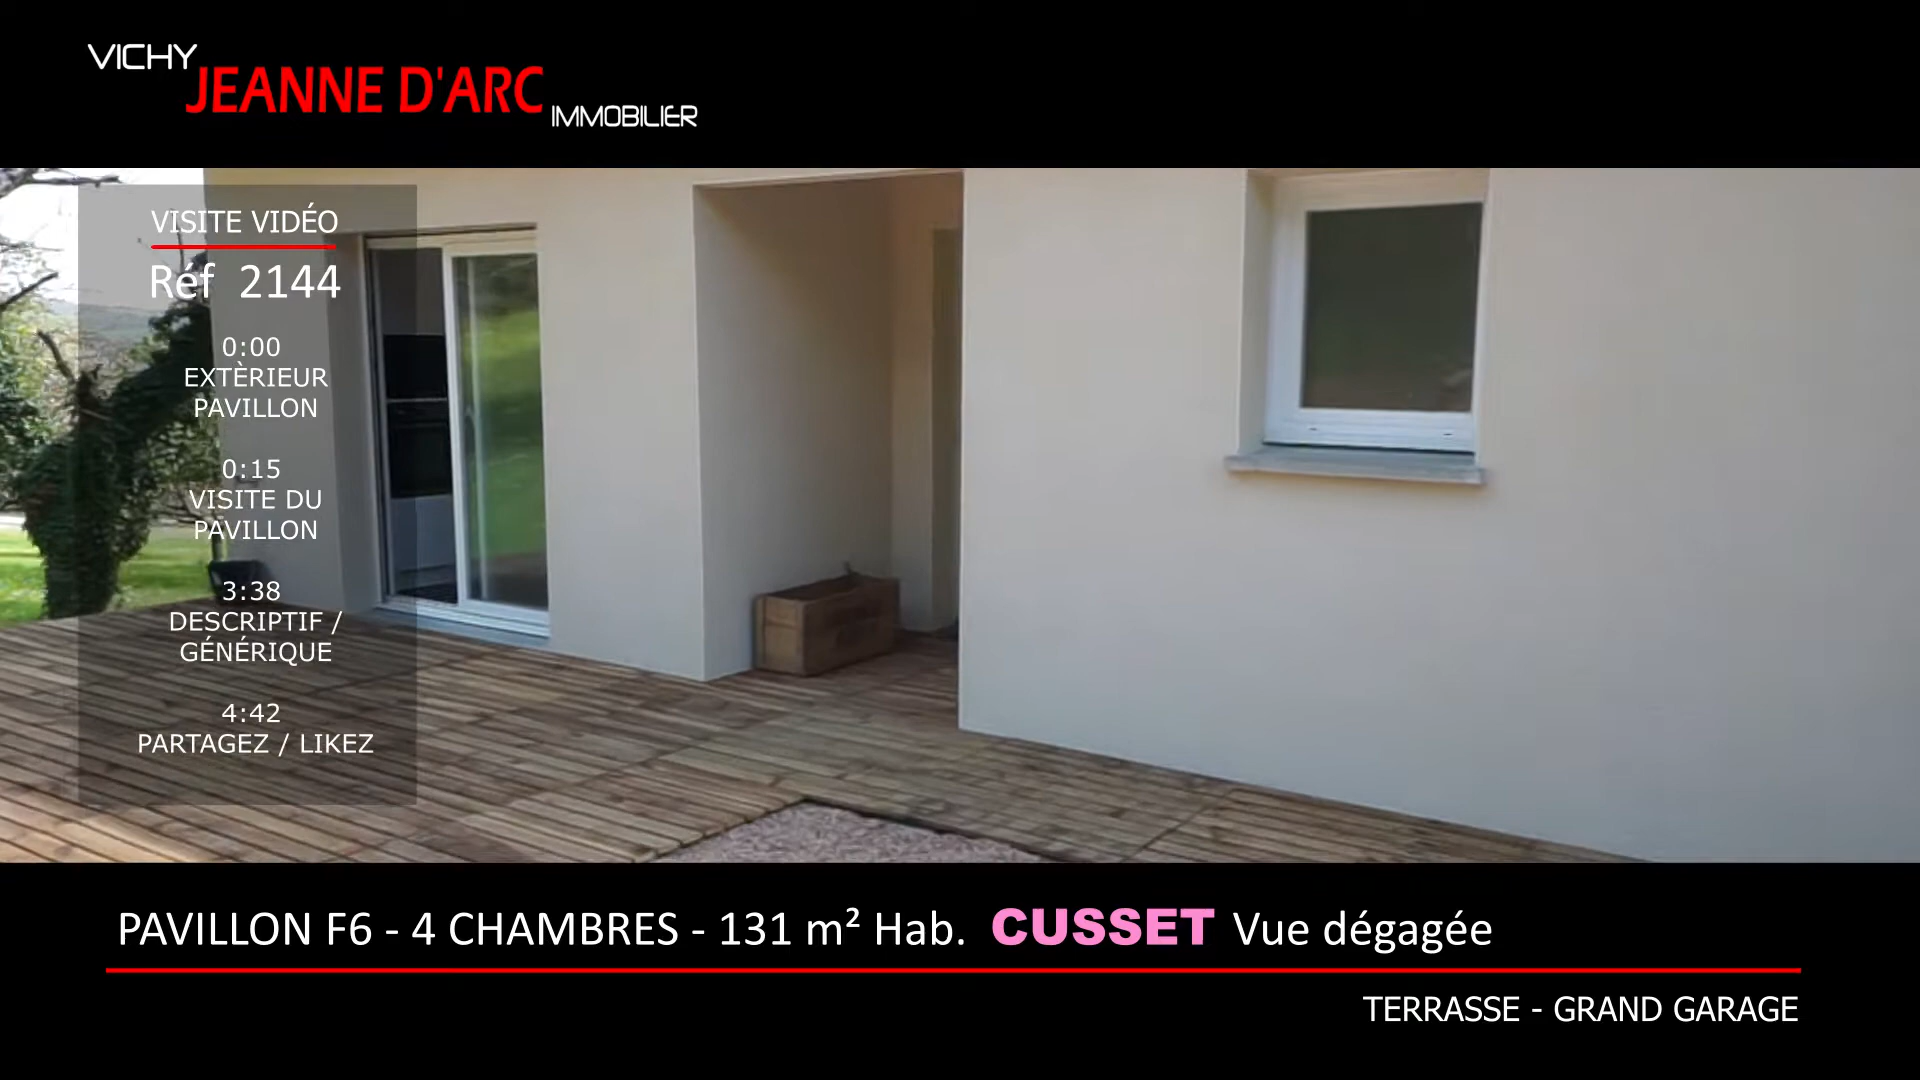 VICHY
JEANNE D'ARC
IMMOBILIER
VISITE VIDÉO
Réf 2144
0:00
EXTÈRIEUR
PAVILLON
0:15
VISITE DU
PAVILLON
3:38
DESCRIPTIF /
GÉNÉRIQUE
4:42
PARTAGEZ / LIKEZ
PAVILLON F6 - 4 CHAMBRES - 131 m² Hab. CUSSET Vue dégagée
TERRASSE - GRAND GARAGE